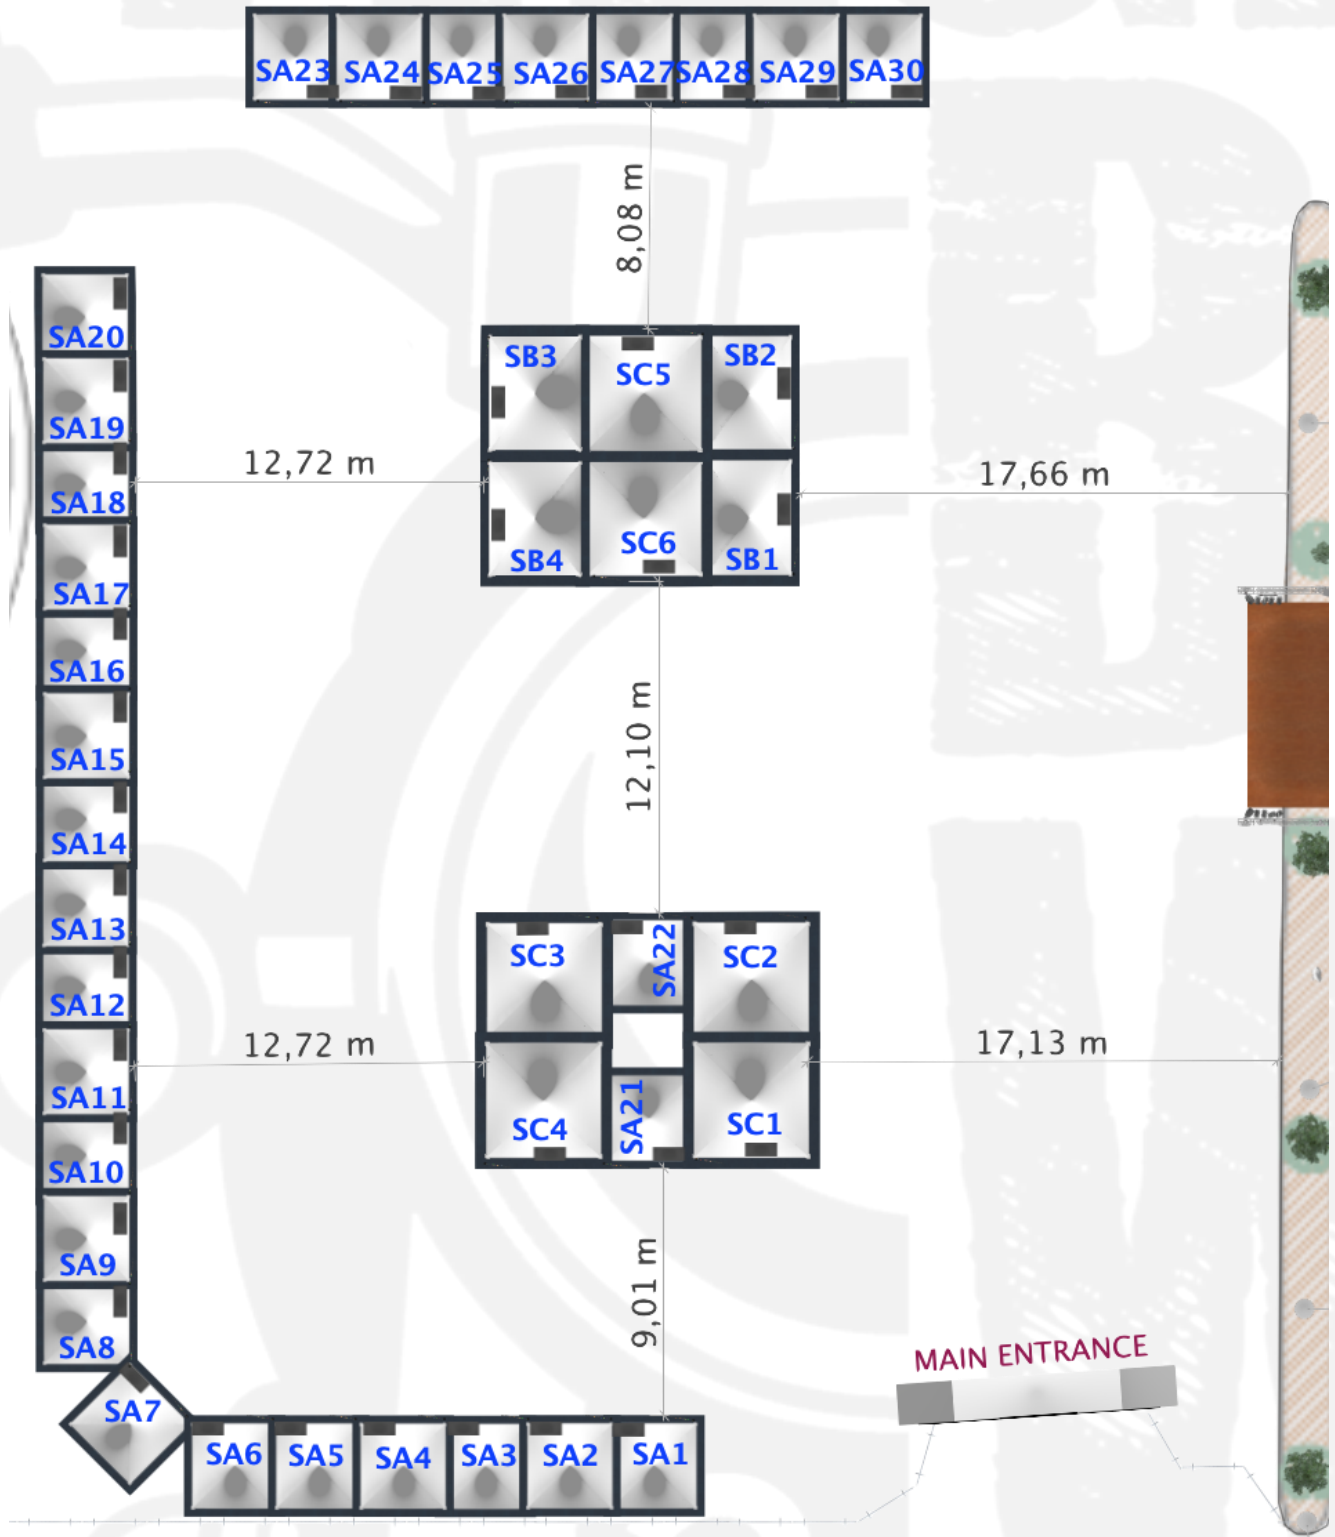 SA23 SA24 SA25 SA26 SA27 SA28 SA29 SA30
8,08 m
SA20
SB3 SC5 SB2
SA19
12,72 m
17,66 m
SA18
SB4 SC6 SB1
SA17
SA16
12,10 m
SA15
SA14
SA13
SC3 SA22 SC2
SA12
12,72 m
17,13 m
SA11
SC4 SA21 SC1
SA10
SA9
9,01 m
SA8
MAIN ENTRANCE
SA7
SA6 SA5 SA4 SA3 SA2 SA1